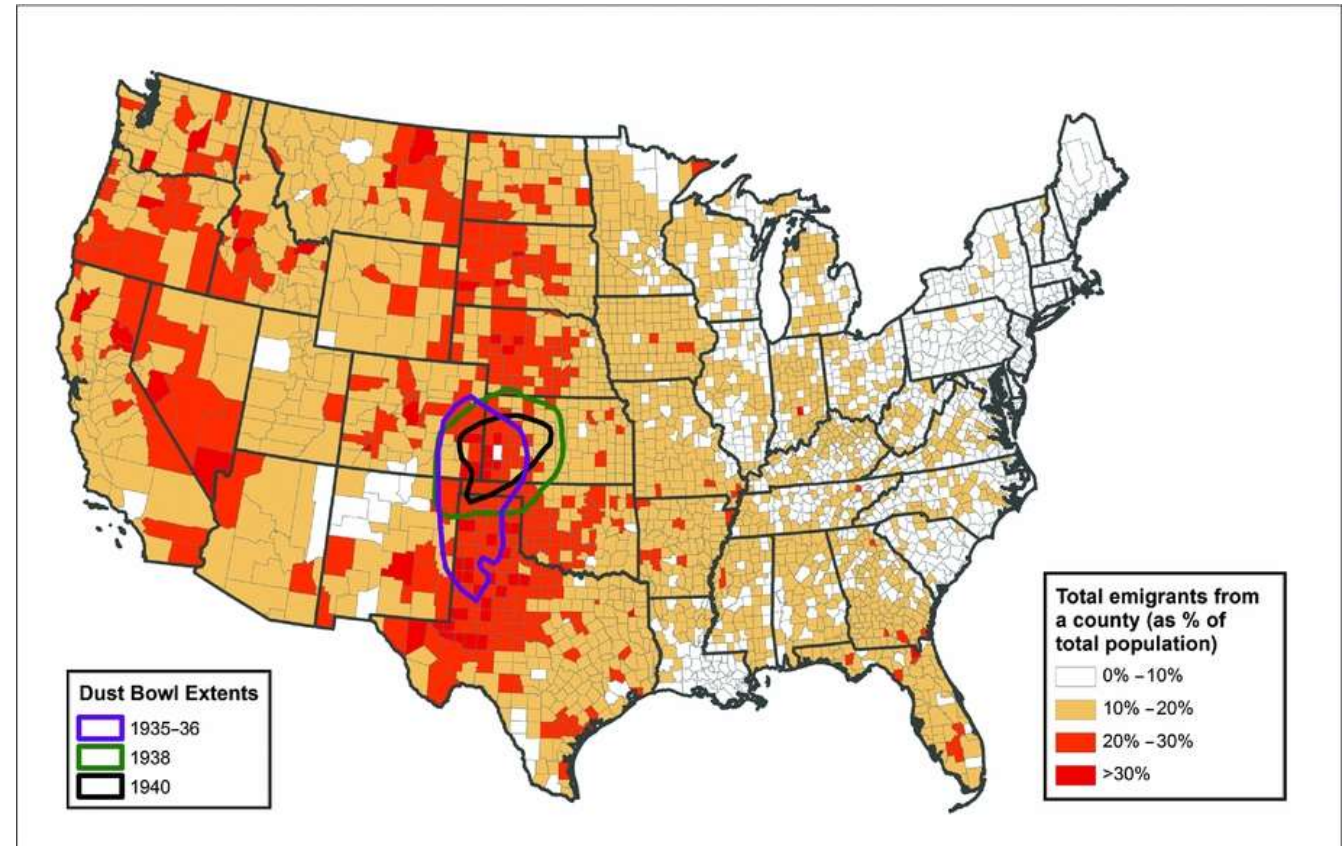 Dust Bowl Extents
1935–36
1938
1940
Total emigrants from
a county (as % of
total population)
0% –10%
10% –20%
20% –30%
>30%